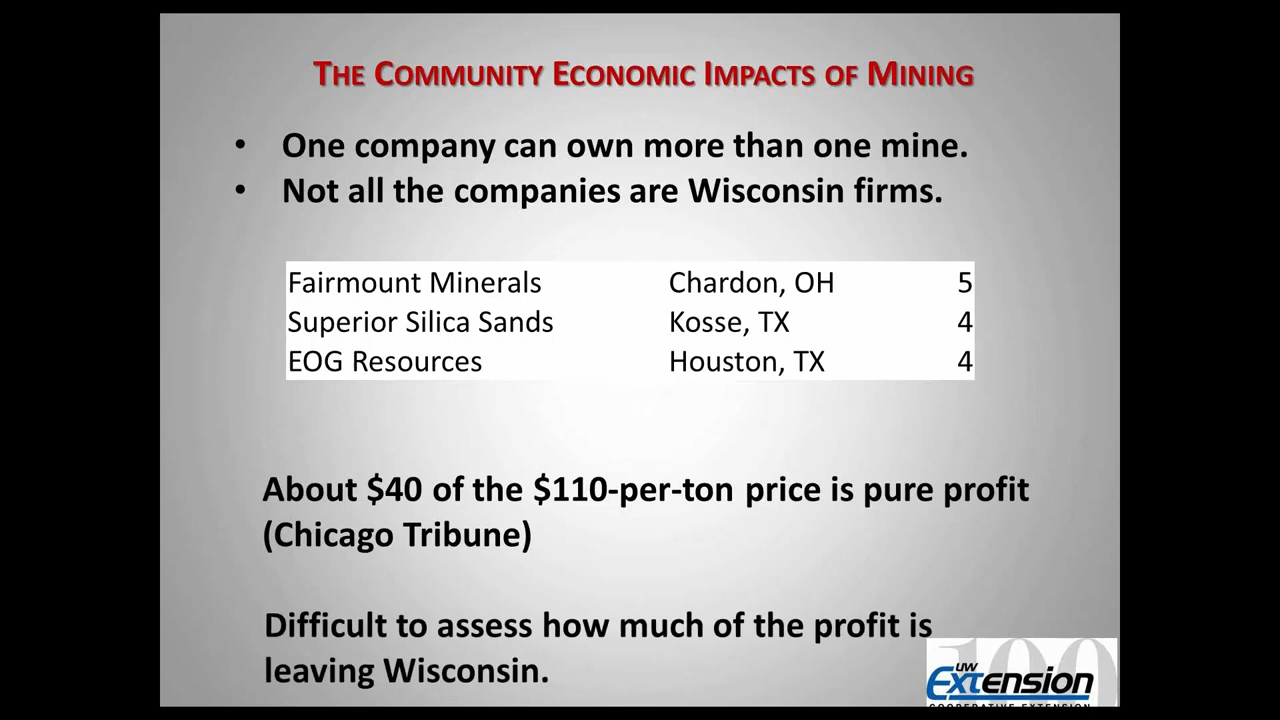 THE COMMUNITY ECONOMIC IMPACTS OF MINING
• One company can own more than one mine.
• Not all the companies are Wisconsin firms.
Fairmount Minerals Chardon, OH 5
Superior Silica Sands Kosse, TX 4
EOG Resources Houston, TX 4
About $40 of the $110-per-ton price is pure profit
(Chicago Tribune)
Difficult to assess how much of the profit is
leaving Wisconsin.
100
UW
Extension
COOPERATIVE EXTENSION